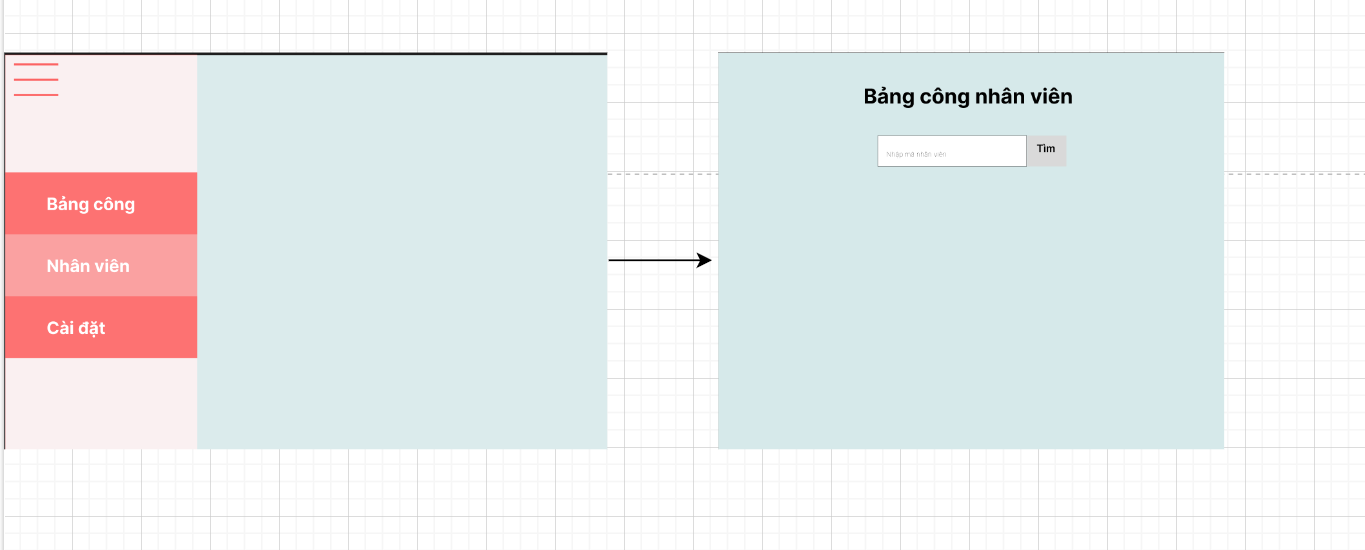 Bảng công
Nhân viên
Cài đặt
Bảng công nhân viên
Nhập mã nhân viên
Tìm